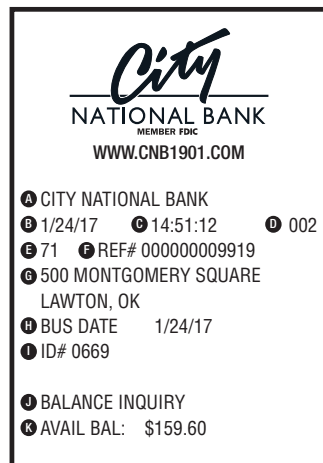 City
NATIONAL BANK
MEMBER FDIC
WWW.CNB1901.COM
A CITY NATIONAL BANK
B 1/24/17 C 14:51:12 D 002
E 71 F REF# 000000009919
G 500 MONTGOMERY SQUARE
LAWTON, OK
H BUS DATE 1/24/17
I ID# 0669
J BALANCE INQUIRY
K AVAIL BAL: $159.60